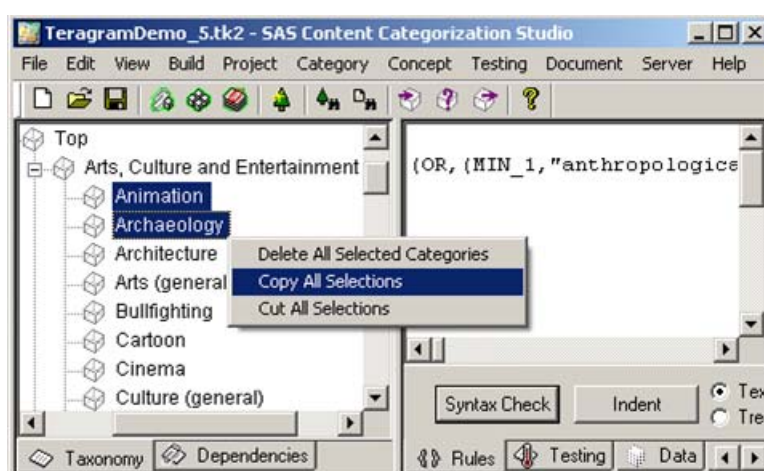 TeragramDemo_5.tk2 - SAS Content Categorization Studio
File Edit View Build Project Category Concept Testing Document Server Help
Top
Arts, Culture and Entertainment
(OR,(MIN_1,"anthropologica
Animation
Archaeology
Architecture
Delete All Selected Categories
Arts (general
Copy All Selections
Bullfighting
Cut All Selections
Cartoon
Cinema
Culture (general)
Syntax Check
Indent
Tex
Tre
Taxonomy
Dependencies
Rules
Testing
Data